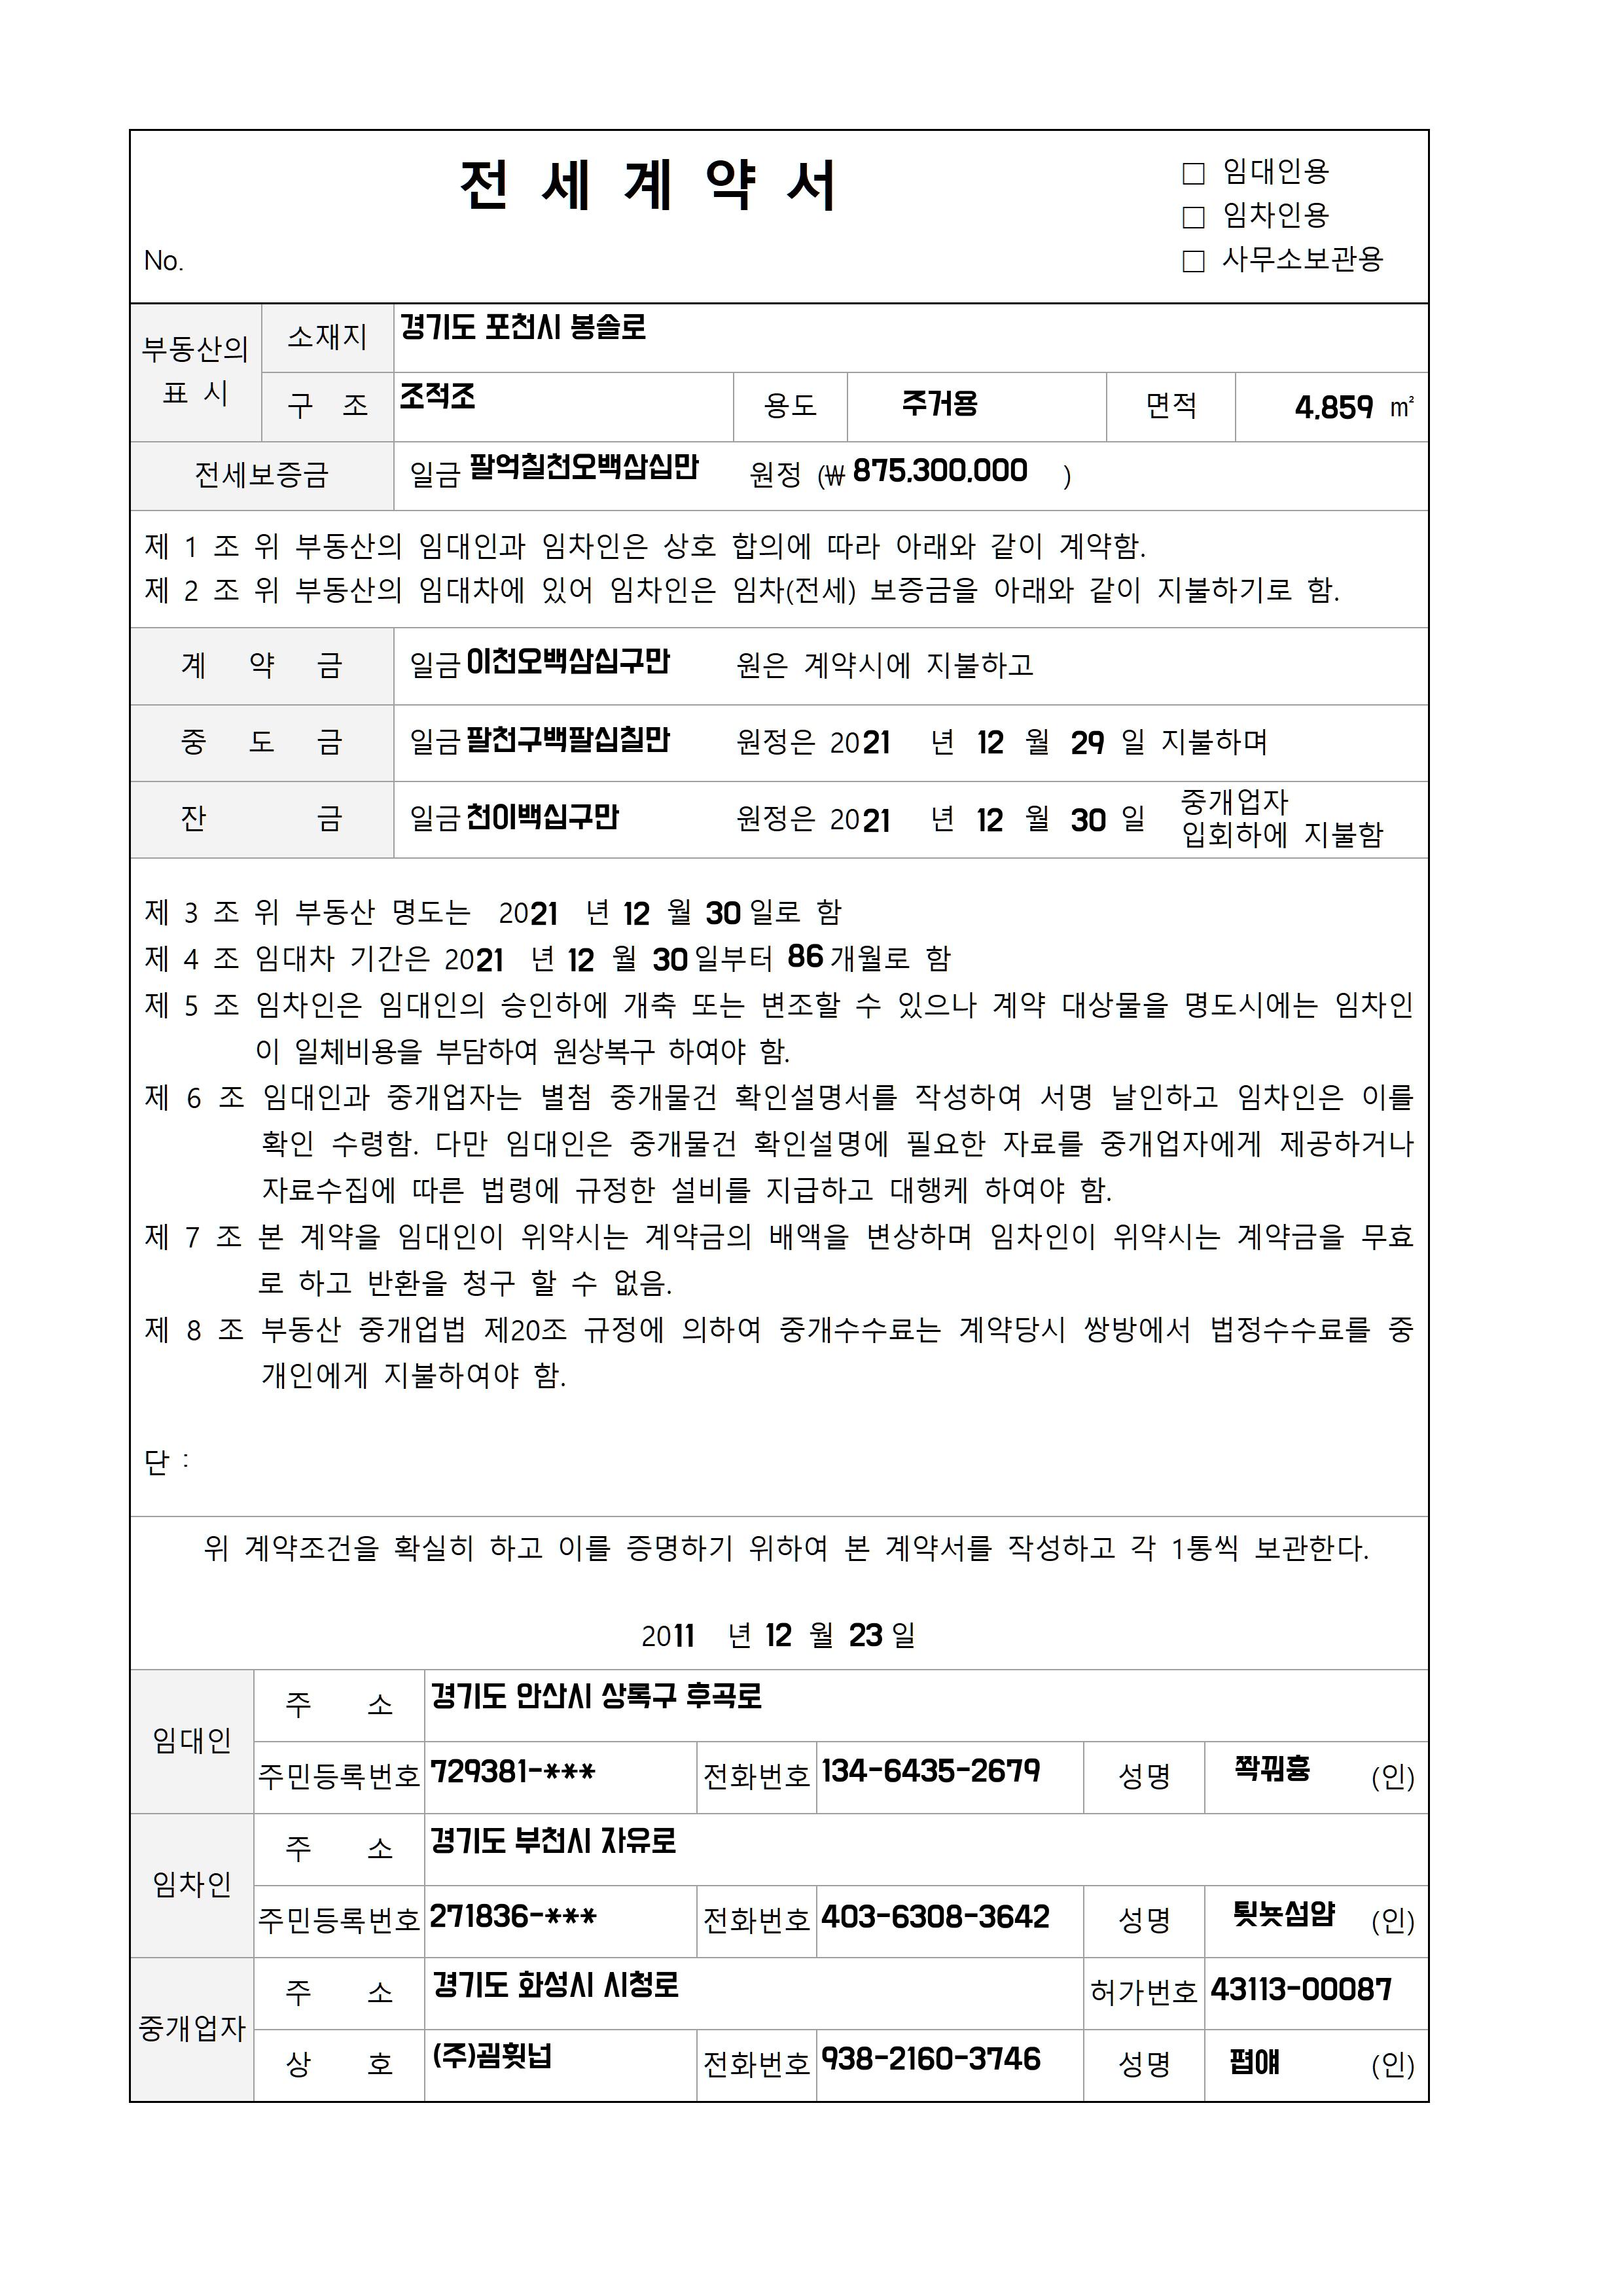 전 세 계 약 서
□ 임대인용
□ 임차인용
□ 사무소보관용
No.
부동산의 표 시 소재지 경기도 포천시 봉솔로
구 조 조적조 용도 주거용 면적 4,859 ㎡
전세보증금 일금 팔억칠천오백삼십만 원정 (₩ 875,300,000 )
제 1 조 위 부동산의 임대인과 임차인은 상호 합의에 따라 아래와 같이 계약함.
제 2 조 위 부동산의 임대차에 있어 임차인은 임차(전세) 보증금을 아래와 같이 지불하기로 함.
계 약 금 일금 이천오백삼십구만 원은 계약시에 지불하고
중 도 금 일금 팔천구백팔십칠만 원정은 2021 년 12 월 29 일 지불하며
잔 금 일금 천이백십구만 원정은 2021 년 12 월 30 일 중개업자 입회하에 지불함
제 3 조 위 부동산 명도는 2021 년 12 월 30 일로 함
제 4 조 임대차 기간은 2021 년 12 월 30 일부터 86 개월로 함
제 5 조 임차인은 임대인의 승인하에 개축 또는 변조할 수 있으나 계약 대상물을 명도시에는 임차인
이 일체비용을 부담하여 원상복구 하여야 함.
제 6 조 임대인과 중개업자는 별첨 중개물건 확인설명서를 작성하여 서명 날인하고 임차인은 이를
확인 수령함. 다만 임대인은 중개물건 확인설명에 필요한 자료를 중개업자에게 제공하거나
자료수집에 따른 법령에 규정한 설비를 지급하고 대행케 하여야 함.
제 7 조 본 계약을 임대인이 위약시는 계약금의 배액을 변상하며 임차인이 위약시는 계약금을 무효
로 하고 반환을 청구 할 수 없음.
제 8 조 부동산 중개업법 제20조 규정에 의하여 중개수수료는 계약당시 쌍방에서 법정수수료를 중
개인에게 지불하여야 함.
단 :
위 계약조건을 확실히 하고 이를 증명하기 위하여 본 계약서를 작성하고 각 1통씩 보관한다.
2011 년 12 월 23 일
임대인 주 소 경기도 안산시 상록구 후곡로
주민등록번호 729381-*** 전화번호 134-6435-2679 성명 (인)
임차인 주 소 경기도 부천시 자유로
주민등록번호 271836-*** 전화번호 403-6308-3642 성명 (인)
중개업자 주 소 경기도 화성시 시청로 허가번호 43113-00087
상 호 전화번호 938-2160-3746 성명 (인)